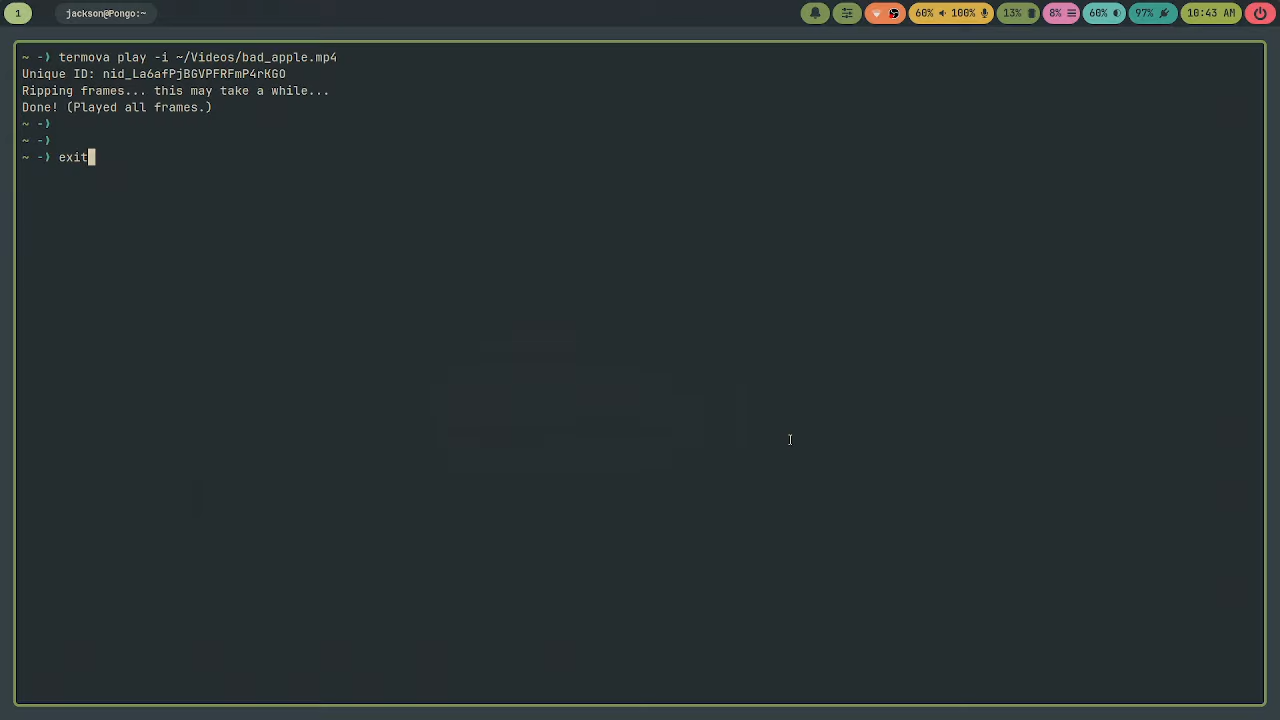 1 jackson@Pongo:~ 60% 100% 13% 8% 60% 97% 10:43 AM
~ -) termova play -i ~/Videos/bad_apple.mp4
Unique ID: nid_La6afPjBGVPFRFmP4rKGO
Ripping frames... this may take a while...
Done! (Played all frames.)
~ -)
~ -)
~ -) exit